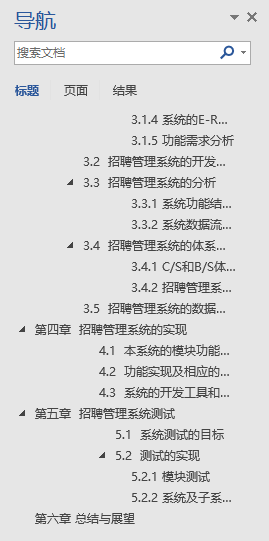 导航
搜索文档
标题 页面 结果
3.1.4 系统的E-R...
3.1.5 功能需求分析
3.2 招聘管理系统的开发...
3.3 招聘管理系统的分析
3.3.1 系统功能结...
3.3.2 系统数据流...
3.4 招聘管理系统的体系...
3.4.1 C/S和B/S体...
3.4.2 招聘管理系...
3.5 招聘管理系统的数据...
第四章 招聘管理系统的实现
4.1 本系统的模块功能...
4.2 功能实现及相应的...
4.3 系统的开发工具和...
第五章 招聘管理系统测试
5.1 系统测试的目标
5.2 测试的实现
5.2.1 模块测试
5.2.2 系统及子系...
第六章 总结与展望